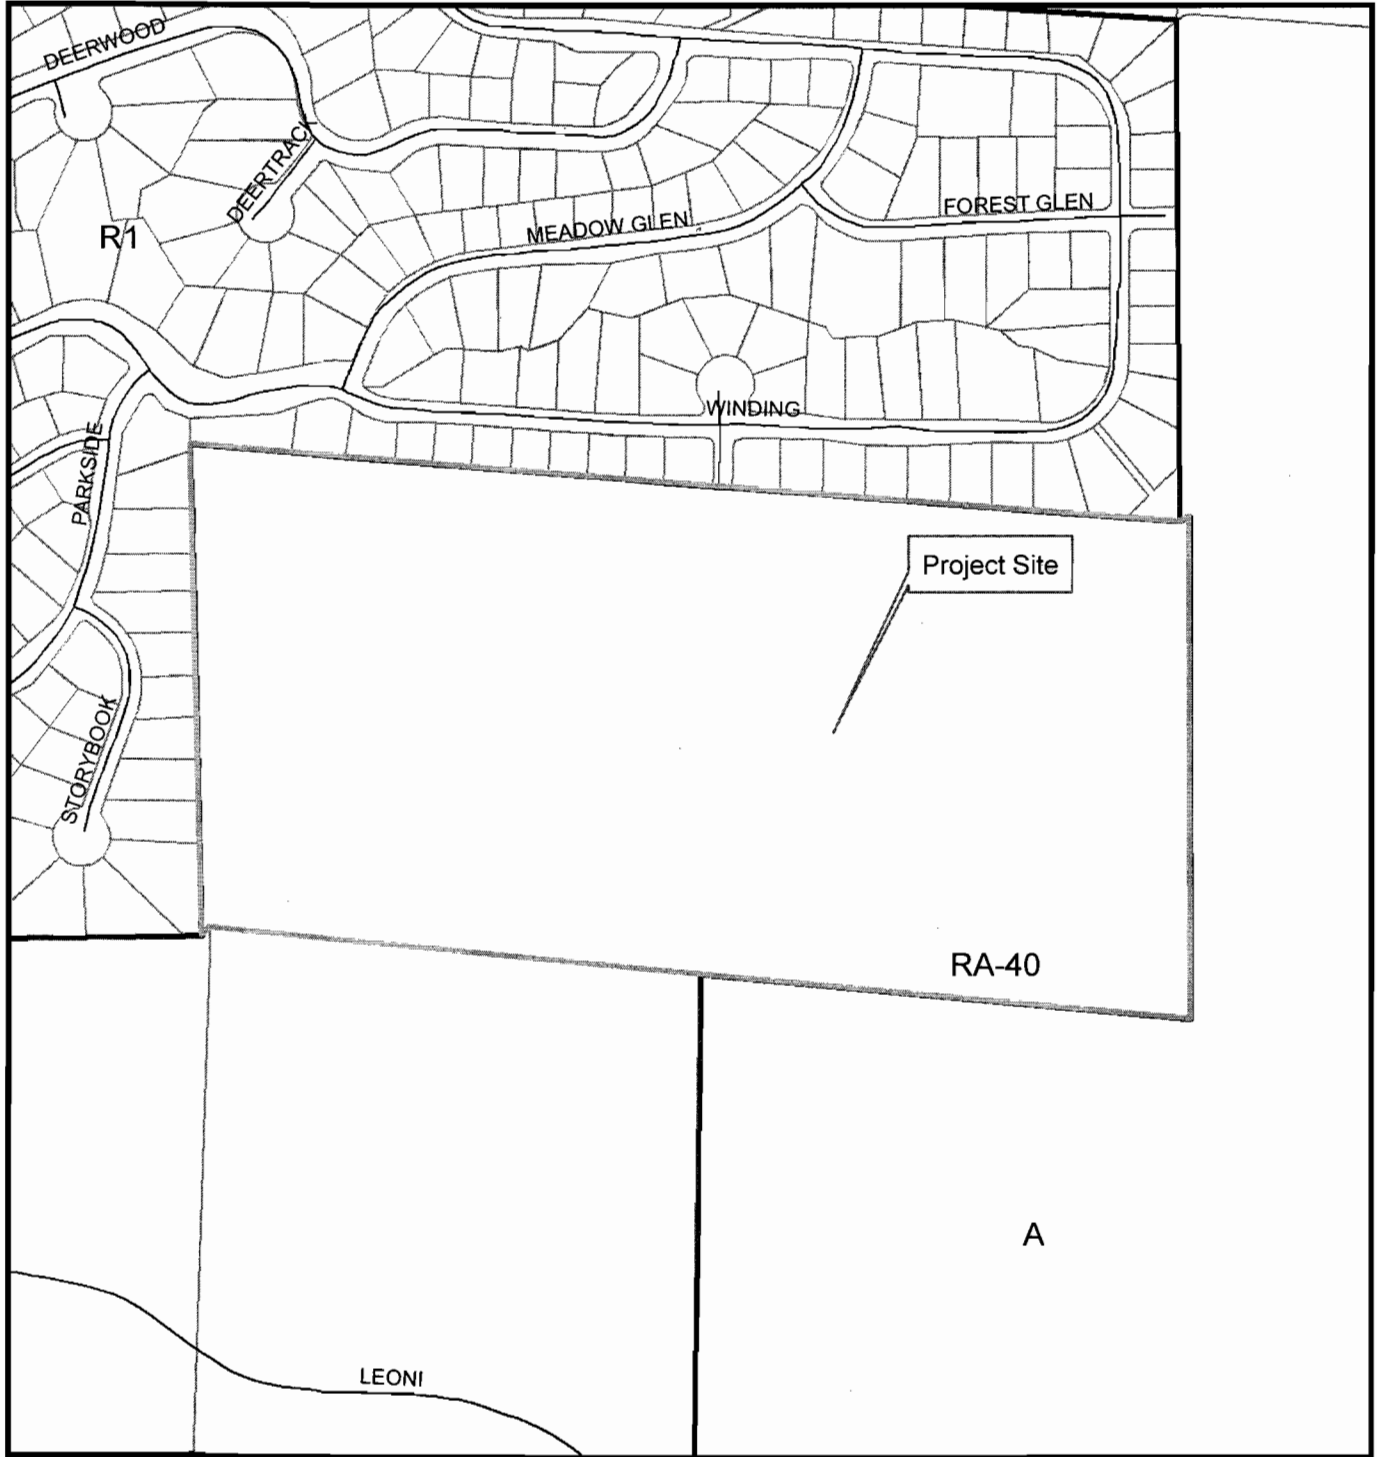 DEERWOOD
DEERTRACK
R1
MEADOW GLEN
FOREST GLEN
WINDING
PARKSIDE
Project Site
STORYBOOK
RA-40
A
LEONI